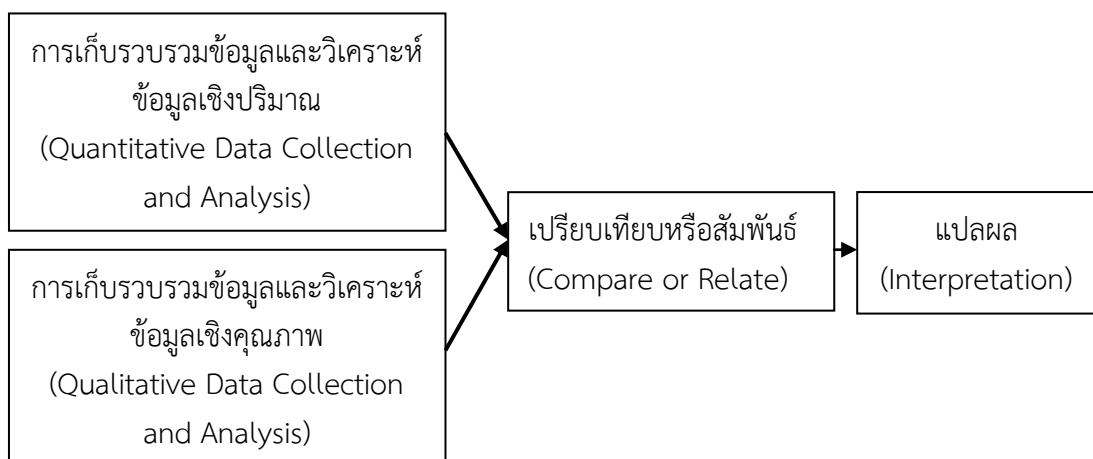 การเก็บรวบรวมข้อมูลและวิเคราะห์
ข้อมูลเชิงปริมาณ
(Quantitative Data Collection
and Analysis)
การเก็บรวบรวมข้อมูลและวิเคราะห์
ข้อมูลเชิงคุณภาพ
(Qualitative Data Collection
and Analysis)
เปรียบเทียบหรือสัมพันธ์
(Compare or Relate)
แปลผล
(Interpretation)